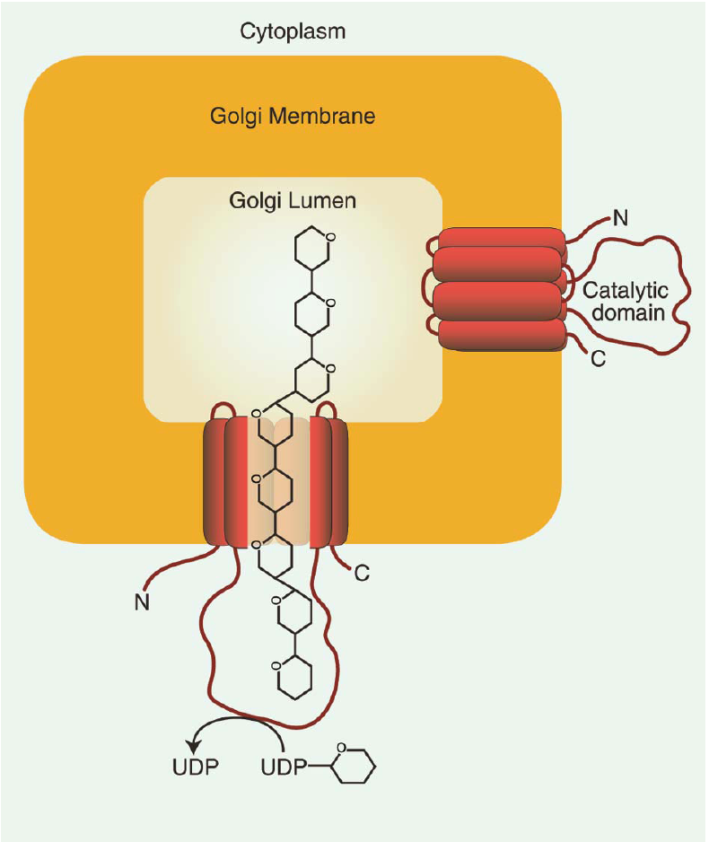 Cytoplasm
Golgi Membrane
Golgi Lumen
O
O
O
O
O
O
O
O
N
Catalytic
domain
C
N
C
UDP
UDP
O